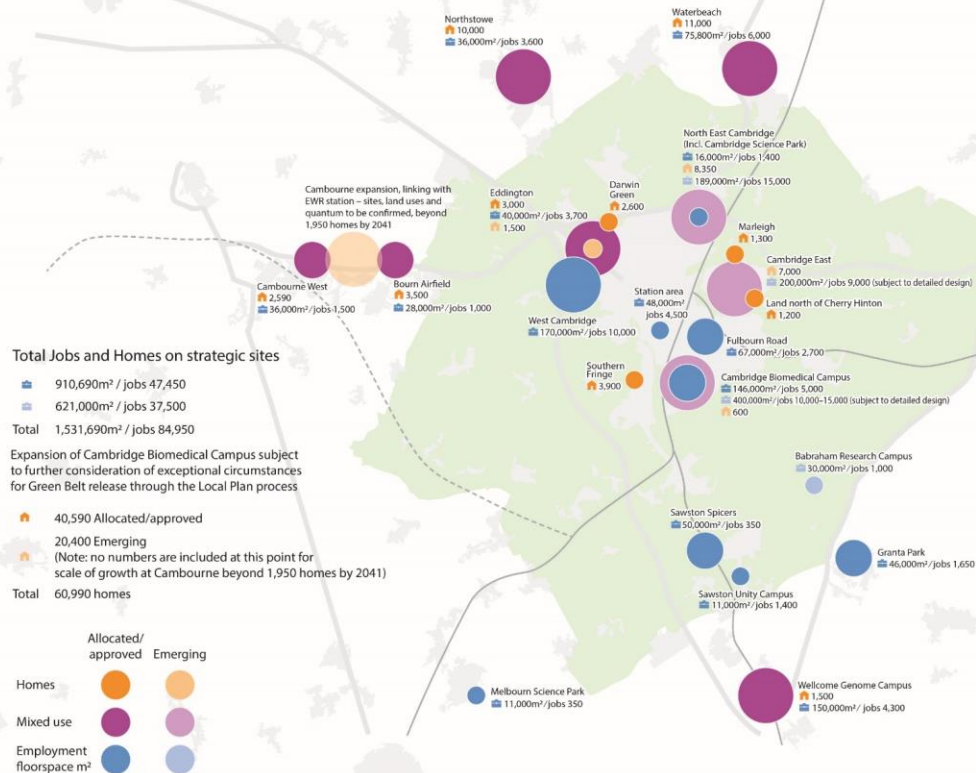 Northstowe
10,000
36,000m²/jobs 3,600
Waterbeach
11,000
75,800m²/jobs 6,000
North East Cambridge
(Incl. Cambridge Science Park)
16,000m²/jobs 1,400
8,350
189,000m²/jobs 15,000
Cambourne expansion, linking with
EWR station – sites, land uses and
quantum to be confirmed, beyond
1,950 homes by 2041
Eddington
3,000
40,000m²/jobs 3,700
1,500
Darwin
Green
2,600
Marleigh
1,300
Cambridge East
7,000
200,000m²/jobs 9,000 (subject to detailed design)
Land north of Cherry Hinton
1,200
Cambourne West
2,590
36,000m²/jobs 1,500
Bourn Airfield
3,500
28,000m²/jobs 1,000
West Cambridge
170,000m²/jobs 10,000
Station area
48,000m²/
jobs 4,500
Fulbourn Road
67,000m²/jobs 2,700
Southern
Fringe
3,900
Cambridge Biomedical Campus
146,000m²/jobs 5,000
400,000m²/jobs 10,000–15,000 (subject to detailed design)
600
Total Jobs and Homes on strategic sites
910,690m² / jobs 47,450
621,000m² / jobs 37,500
Total 1,531,690m² / jobs 84,950
Expansion of Cambridge Biomedical Campus subject
to further consideration of exceptional circumstances
for Green Belt release through the Local Plan process
40,590 Allocated/approved
20,400 Emerging
(Note: no numbers are included at this point for
scale of growth at Cambourne beyond 1,950 homes by 2041)
Total 60,990 homes
Babraham Research Campus
30,000m²/jobs 1,000
Sawston Spicers
50,000m²/jobs 350
Granta Park
46,000m²/jobs 1,650
Sawston Unity Campus
11,000m²/jobs 1,400
Melbourn Science Park
11,000m²/jobs 350
Wellcome Genome Campus
1,500
150,000m²/jobs 4,300
Allocated/
approved Emerging
Homes
Mixed use
Employment
floorspace m²